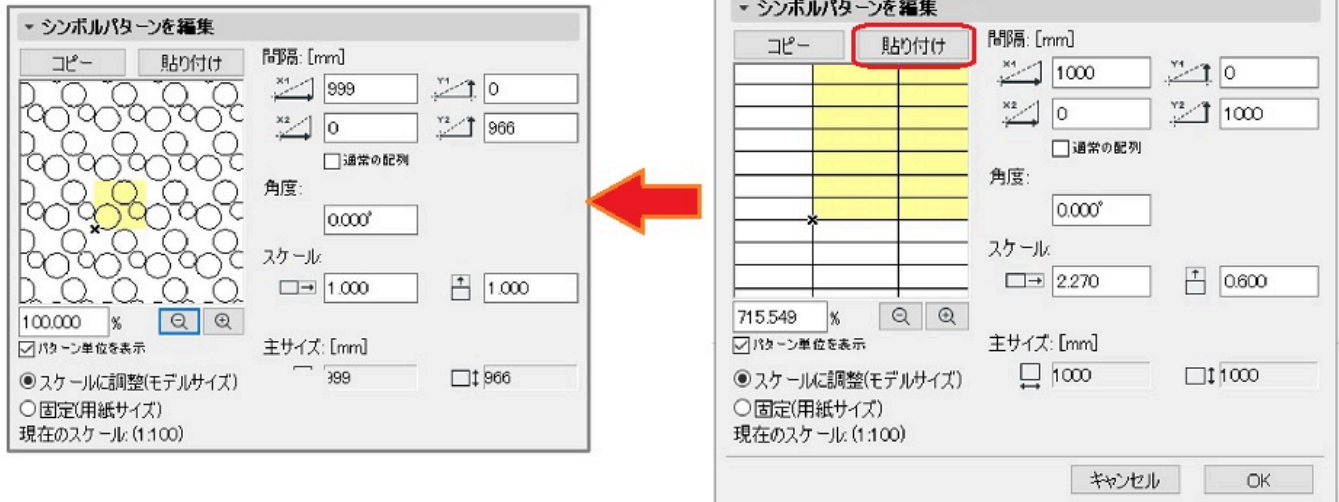 シンボルパターンを編集
コピー 貼り付け 間隔: [mm]
X1 999 Y1 0
X2 0 Y2 966
通常の配列
角度:
0.000°
スケール:
1.000 1.000
100.000 %
パターン単位を表示 主サイズ: [mm]
スケールに調整(モデルサイズ) 999 966
固定(用紙サイズ)
現在のスケール: (1:100)
シンボルパターンを編集
コピー 貼り付け 間隔: [mm]
X1 1000 Y1 0
X2 0 Y2 1000
通常の配列
角度:
0.000°
スケール:
2.270 0.600
715.549 %
パターン単位を表示 主サイズ: [mm]
スケールに調整(モデルサイズ) 1000 1000
固定(用紙サイズ)
現在のスケール: (1:100)
キャンセル OK